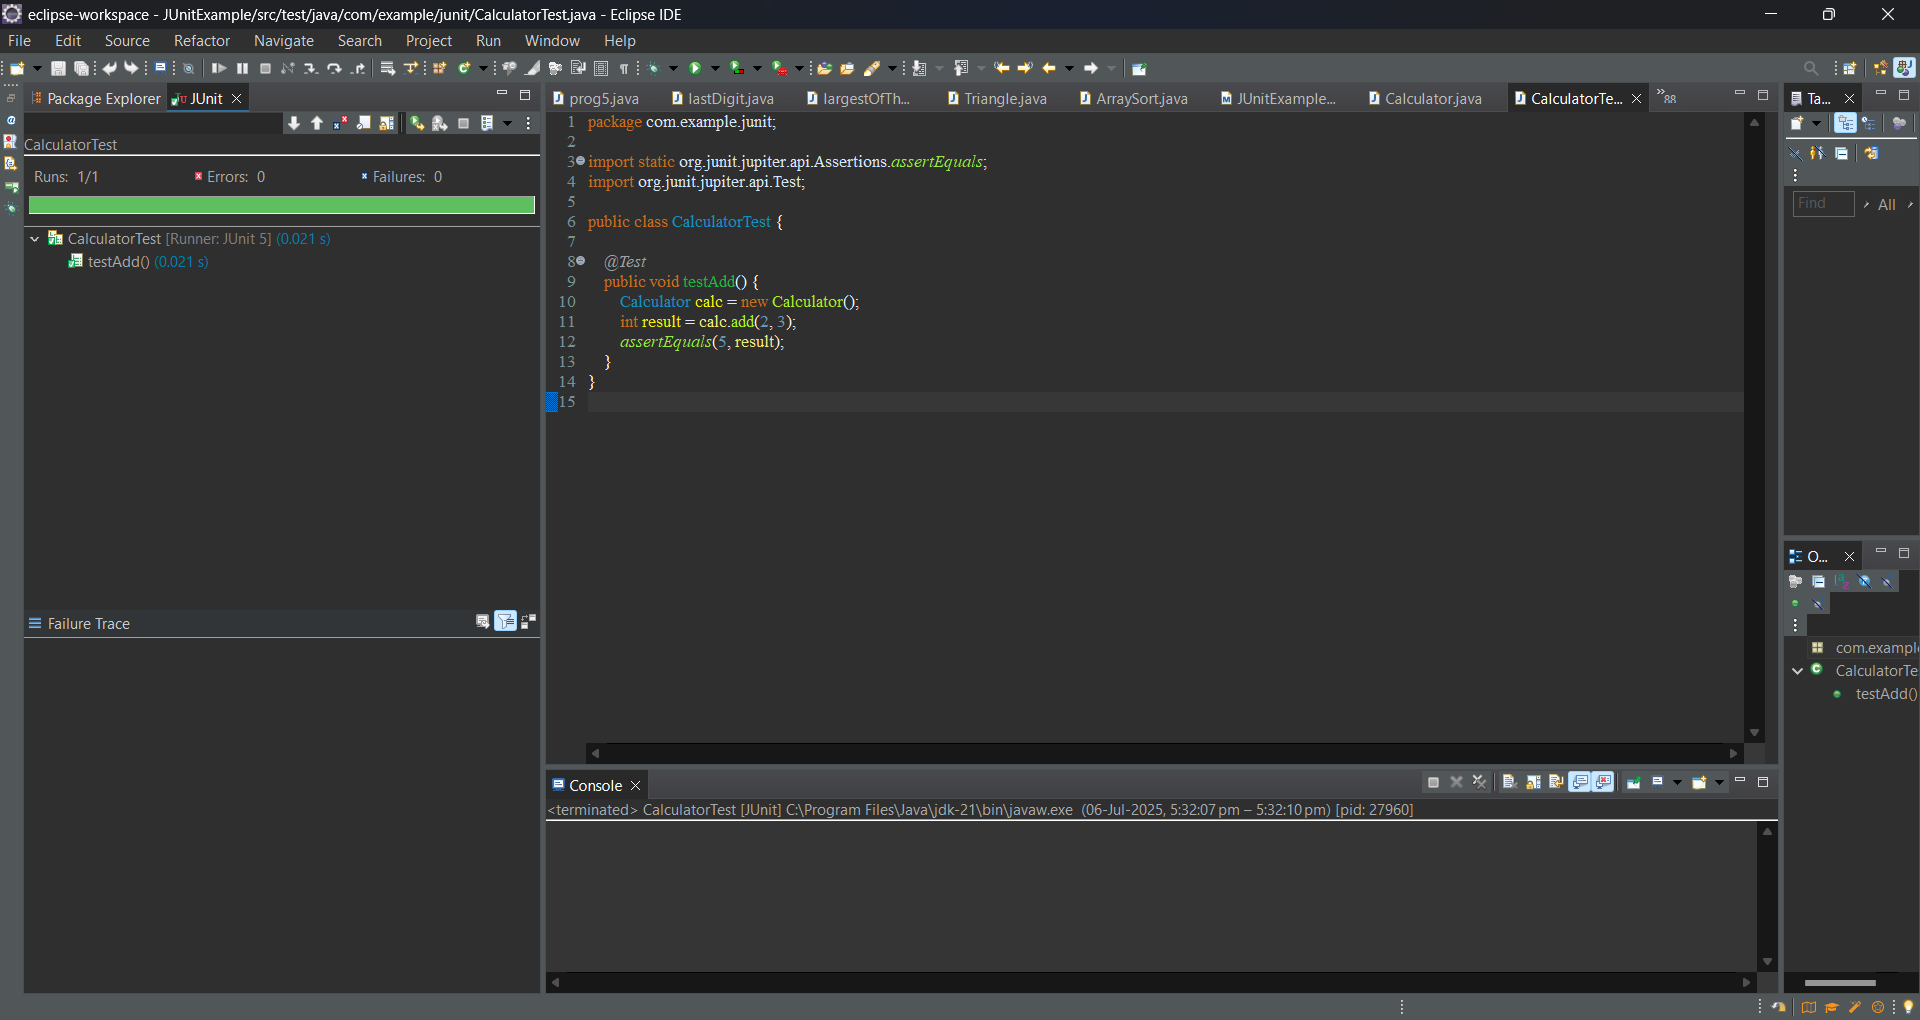 eclipse-workspace - JUnitExample/src/test/java/com/example/junit/CalculatorTest.java - Eclipse IDE
File Edit Source Refactor Navigate Search Project Run Window Help
Package Explorer JUnit
prog5.java lastDigit.java largestOfTh... Triangle.java ArraySort.java JUnitExample... Calculator.java CalculatorTe... »88
Ta...
CalculatorTest
Runs: 1/1 Errors: 0 Failures: 0
CalculatorTest [Runner: JUnit 5] (0.021 s)
testAdd() (0.021 s)
Failure Trace
1 package com.example.junit;
2
3 import static org.junit.jupiter.api.Assertions.assertEquals;
4 import org.junit.jupiter.api.Test;
5
6 public class CalculatorTest {
7
8 @Test
9 public void testAdd() {
10 Calculator calc = new Calculator();
11 int result = calc.add(2, 3);
12 assertEquals(5, result);
13 }
14 }
15
Find All
O...
com.exampl
CalculatorTe
testAdd()
Console
<terminated> CalculatorTest [JUnit] C:\Program Files\Java\jdk-21\bin\javaw.exe (06-Jul-2025, 5:32:07 pm – 5:32:10 pm) [pid: 27960]